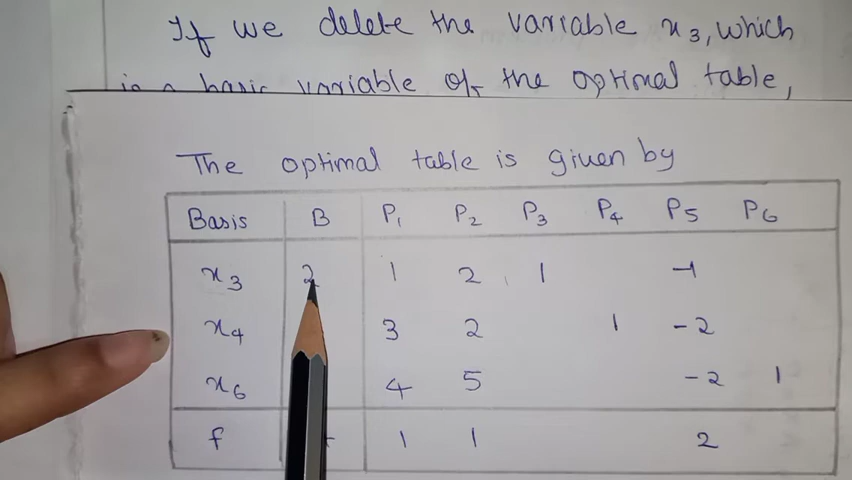 If we delete the variable x₃, which
is a basic variable of the optimal table,
The optimal table is given by
Basis B P₁ P₂ P₃ P₄ P₅ P₆
x₃ 2 1 2 1 -1
x₄ 3 2 1 -2
x₆ 4 5 -2 1
f 1 1 2